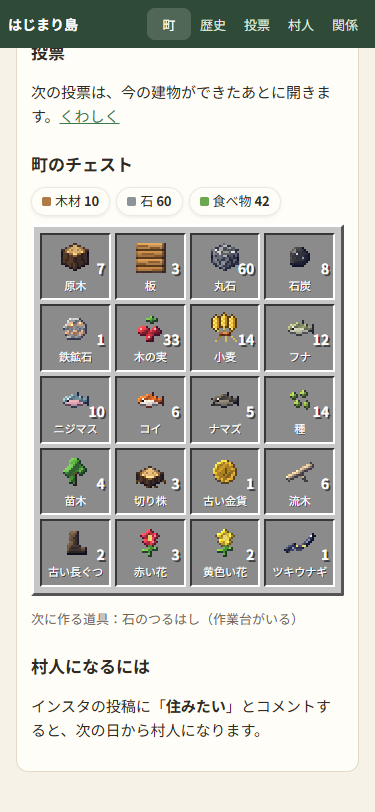 はじまり島 町 歴史 投票 村人 関係
投票
次の投票は、今の建物ができたあとに開きま
す。くわしく
町のチェスト
木材 10 石 60 食べ物 42
7 3 60 8
原木 板 丸石 石炭
1 33 14 12
鉄鉱石 木の実 小麦 フナ
10 6 5 14
ニジマス コイ ナマズ 種
4 3 1 6
苗木 切り株 古い金貨 流木
2 3 2 1
古い長ぐつ 赤い花 黄色い花 ツキウナギ
次に作る道具：石のつるはし（作業台がいる）
村人になるには
インスタの投稿に「住みたい」とコメントす
ると、次の日から村人になります。